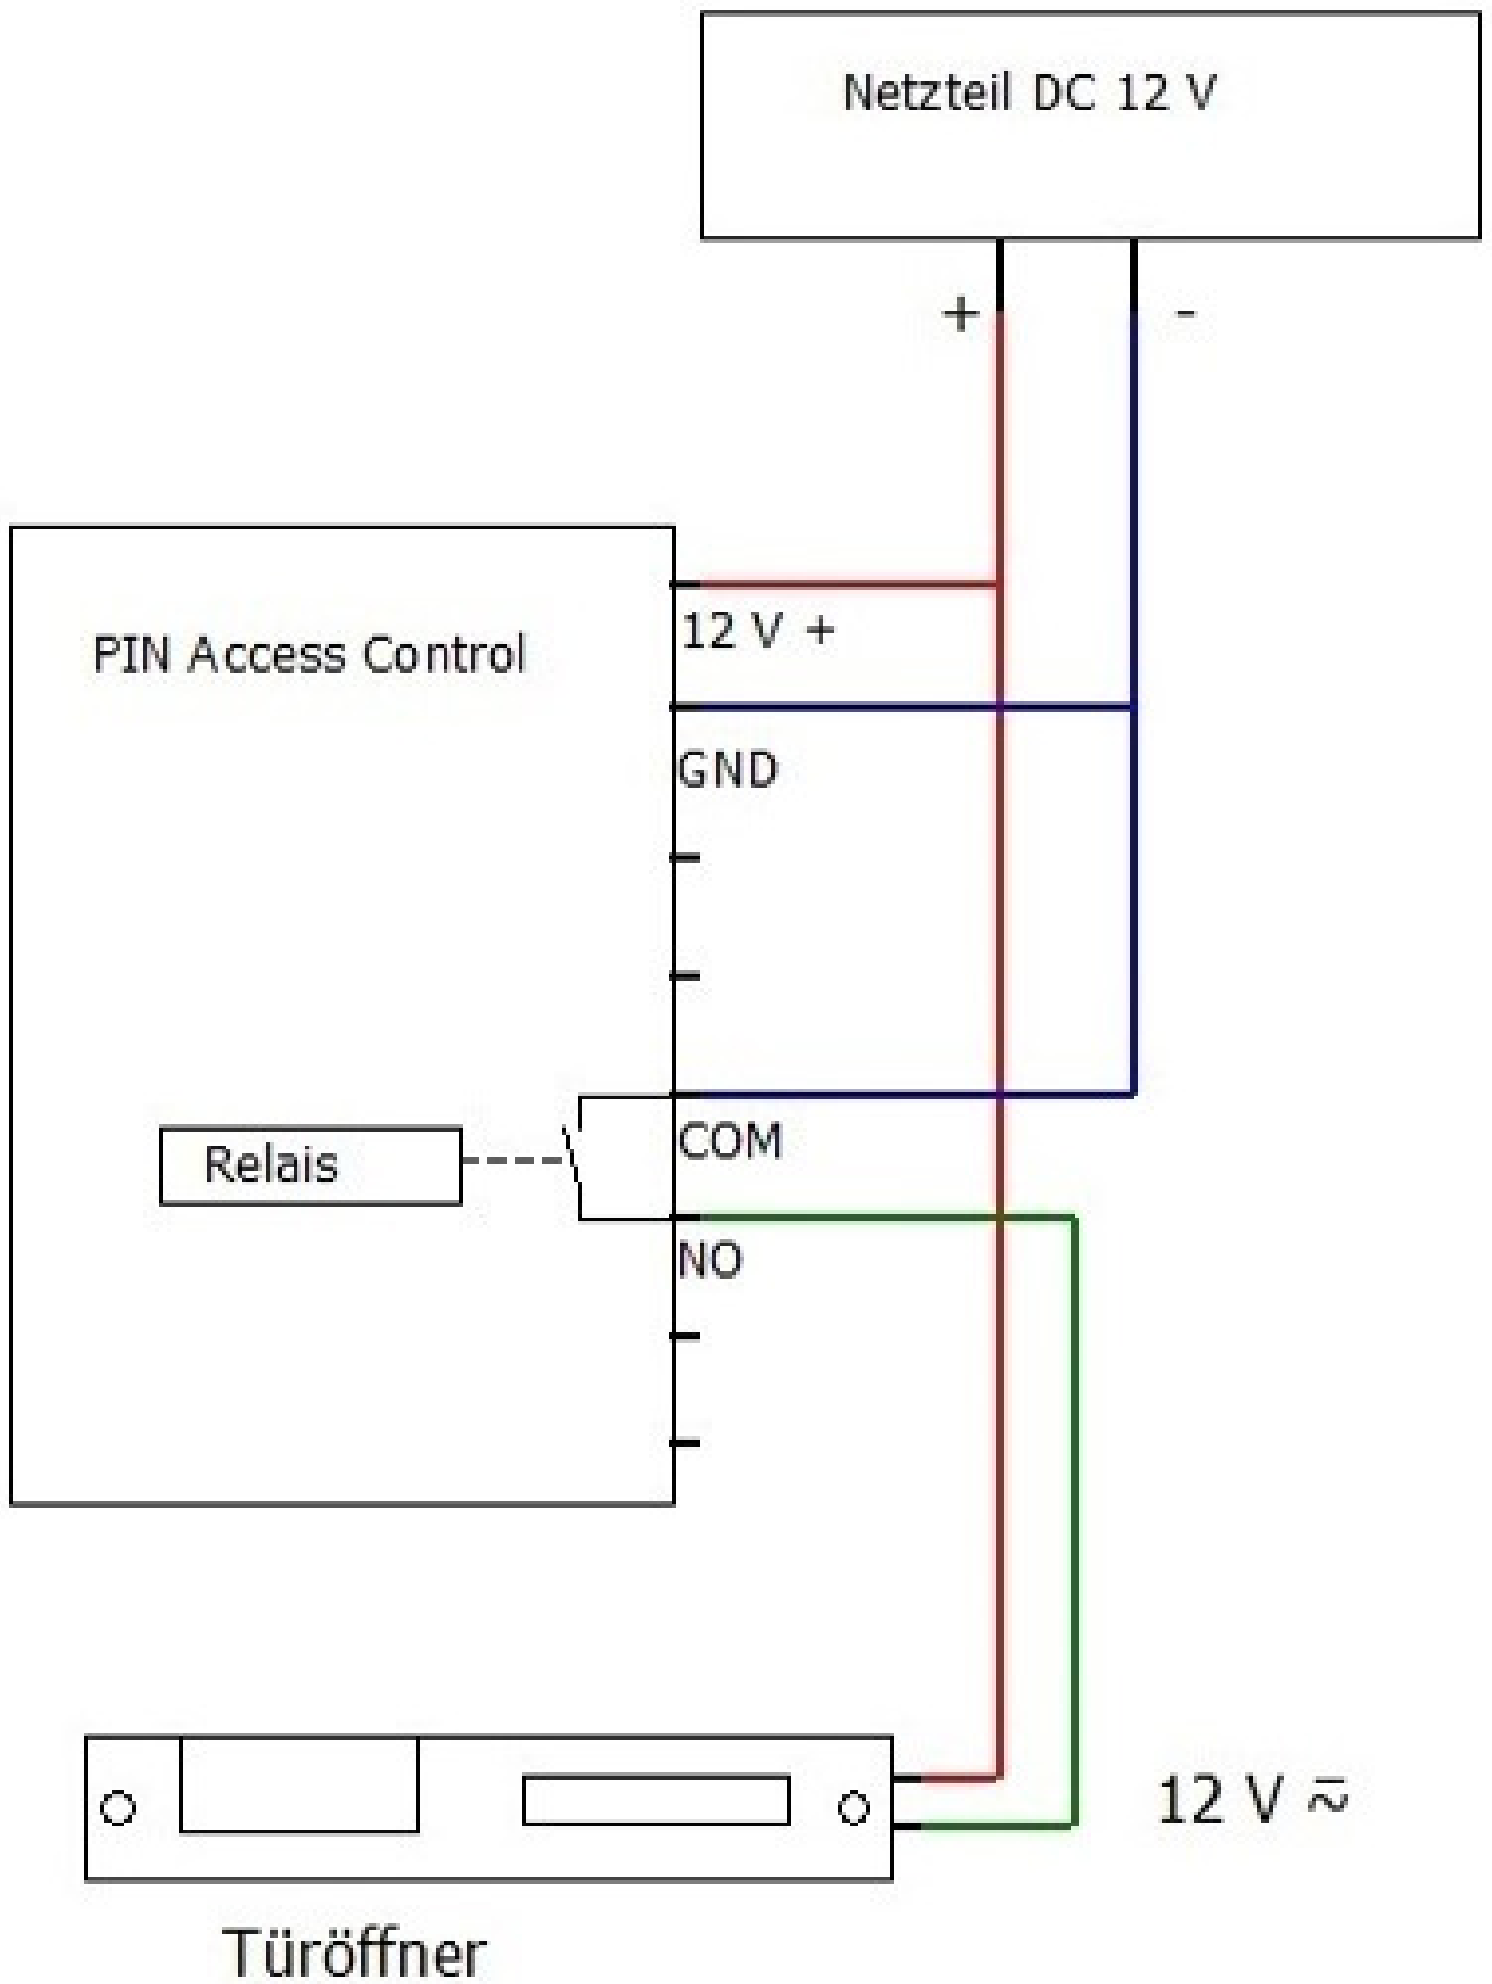 Netzteil DC 12 V
+ -
12 V +
PIN Access Control
GND
COM
Relais
NO
12 V ≂
Türöffner